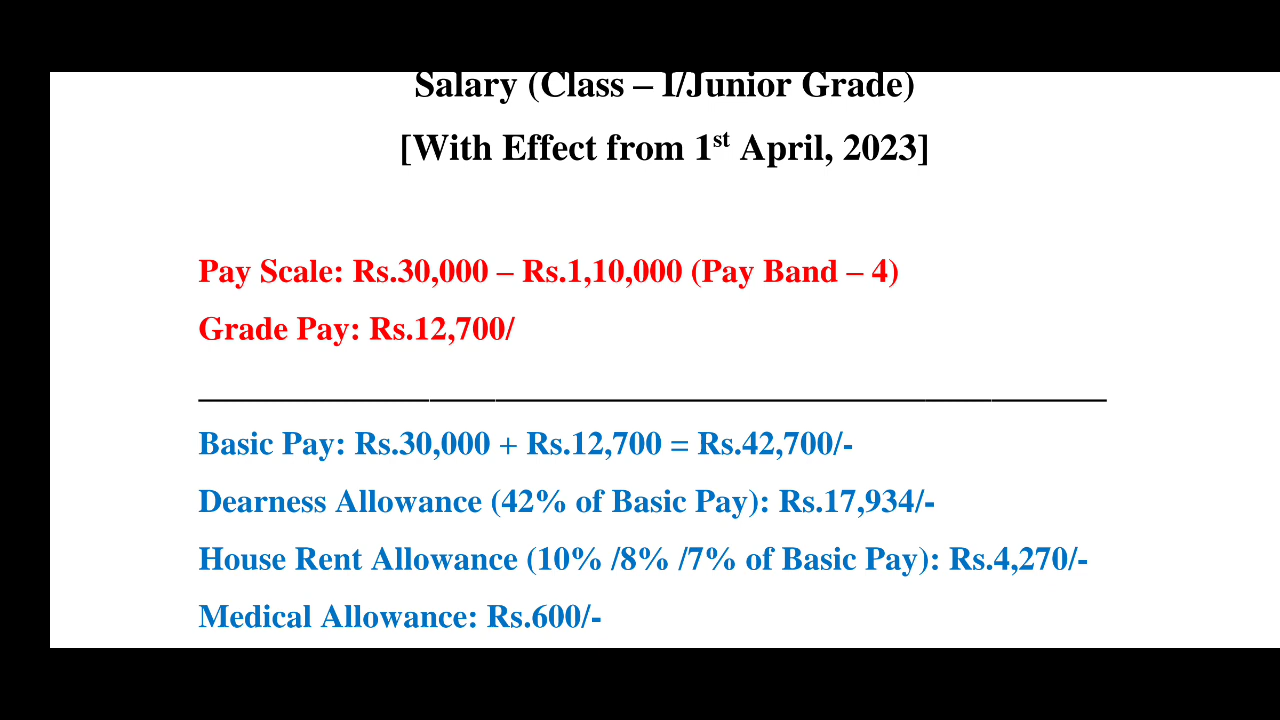 Salary (Class – I/Junior Grade)
[With Effect from 1st April, 2023]
Pay Scale: Rs.30,000 – Rs.1,10,000 (Pay Band – 4)
Grade Pay: Rs.12,700/
Basic Pay: Rs.30,000 + Rs.12,700 = Rs.42,700/-
Dearness Allowance (42% of Basic Pay): Rs.17,934/-
House Rent Allowance (10% /8% /7% of Basic Pay): Rs.4,270/-
Medical Allowance: Rs.600/-